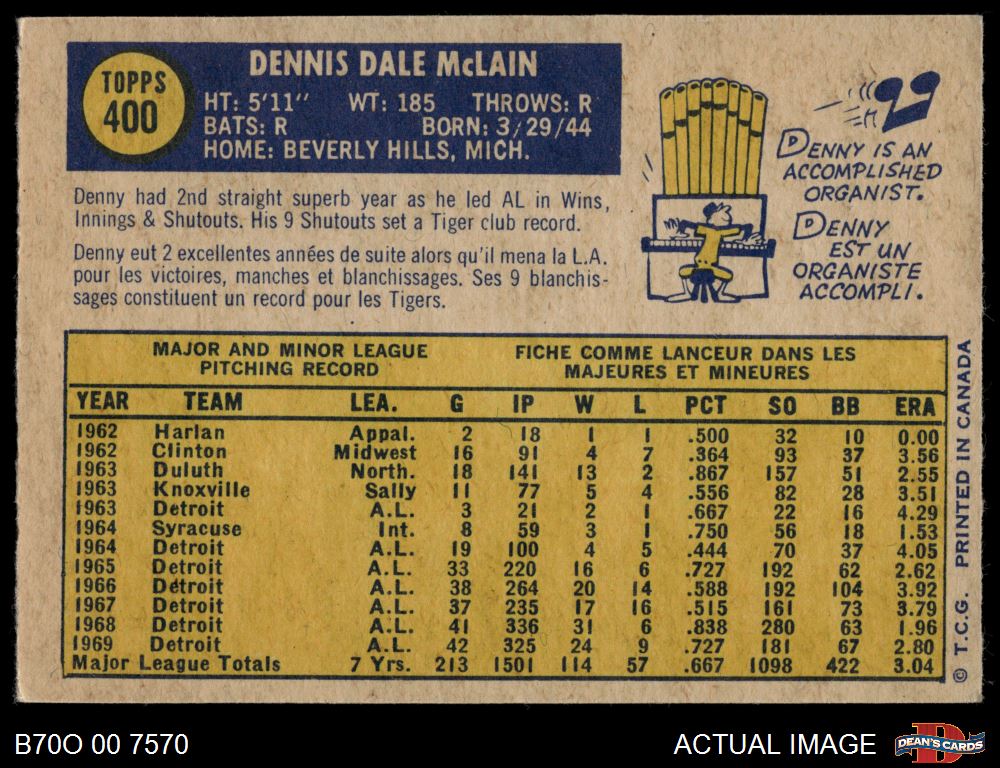 TOPPS
400
DENNIS DALE McLAIN
HT: 5'11" WT: 185 THROWS: R
BATS: R BORN: 3/29/44
HOME: BEVERLY HILLS, MICH.
Denny had 2nd straight superb year as he led AL in Wins,
Innings & Shutouts. His 9 Shutouts set a Tiger club record.
Denny eut 2 excellentes années de suite alors qu'il mena la L.A.
pour les victoires, manches et blanchissages. Ses 9 blanchis-
sages constituent un record pour les Tigers.
DENNY IS AN
ACCOMPLISHED
ORGANIST.
DENNY
EST UN
ORGANISTE
ACCOMPLI.
MAJOR AND MINOR LEAGUE
PITCHING RECORD
FICHE COMME LANCEUR DANS LES
MAJEURES ET MINEURES
YEAR TEAM LEA. G IP W L PCT SO BB ERA
1962 Harlan Appal. 2 18 1 1 .500 32 10 0.00
1962 Clinton Midwest 16 91 4 7 .364 93 37 3.56
1963 Duluth North. 18 141 13 2 .867 157 51 2.55
1963 Knoxville Sally 11 77 5 4 .556 82 28 3.51
1963 Detroit A.L. 3 21 2 1 .667 22 16 4.29
1964 Syracuse Int. 8 59 3 1 .750 56 18 1.53
1964 Detroit A.L. 19 100 4 5 .444 70 37 4.05
1965 Detroit A.L. 33 220 16 6 .727 192 62 2.62
1966 Detroit A.L. 38 264 20 14 .588 192 104 3.92
1967 Detroit A.L. 37 235 17 16 .515 161 73 3.79
1968 Detroit A.L. 41 336 31 6 .838 280 63 1.96
1969 Detroit A.L. 42 325 24 9 .727 181 67 2.80
Major League Totals 7 Yrs. 213 1501 114 57 .667 1098 422 3.04
© T.C.G. PRINTED IN CANADA
B70O 00 7570
ACTUAL IMAGE
D
DEAN'S CARDS